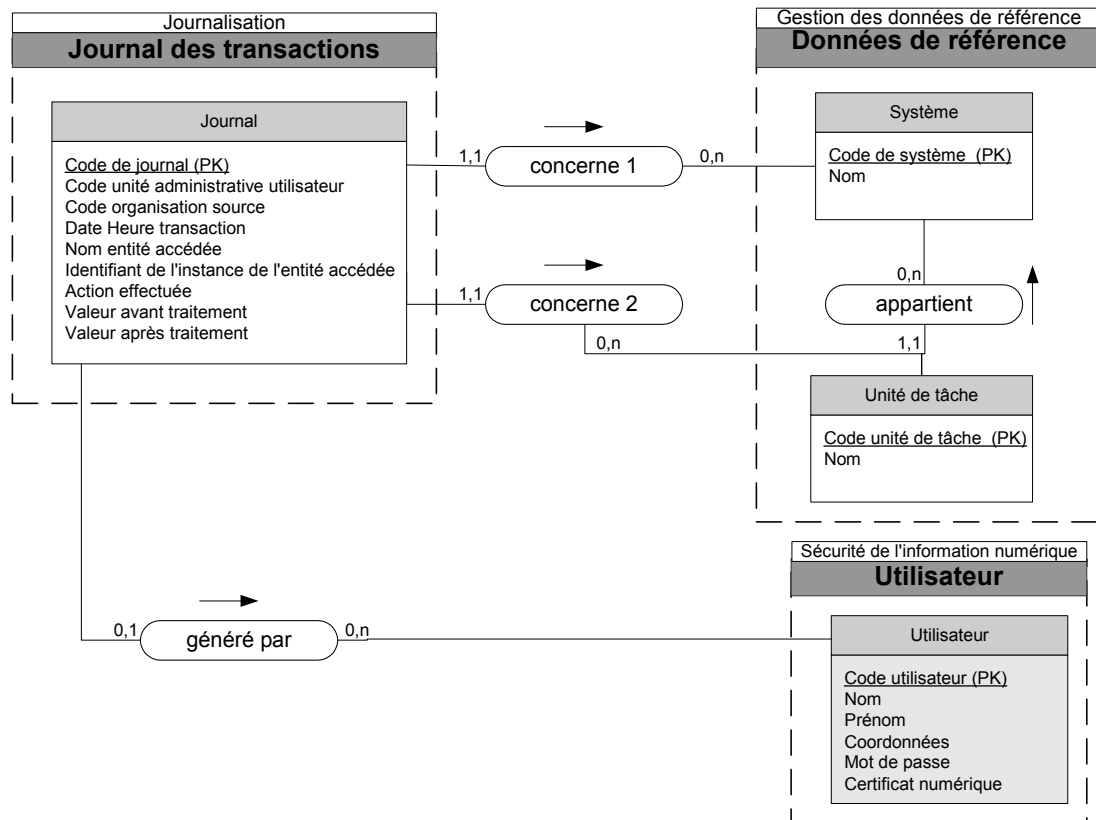 Journalisation
Journal des transactions
Journal
Code de journal (PK)
Code unité administrative utilisateur
Code organisation source
Date Heure transaction
Nom entité accédée
Identifiant de l'instance de l'entité accédée
Action effectuée
Valeur avant traitement
Valeur après traitement
1,1
concerne 1
0,n
1,1
concerne 2
0,n
Gestion des données de référence
Données de référence
Système
Code de système (PK)
Nom
0,n
appartient
1,1
Unité de tâche
Code unité de tâche (PK)
Nom
0,1
généré par
0,n
Sécurité de l'information numérique
Utilisateur
Utilisateur
Code utilisateur (PK)
Nom
Prénom
Coordonnées
Mot de passe
Certificat numérique